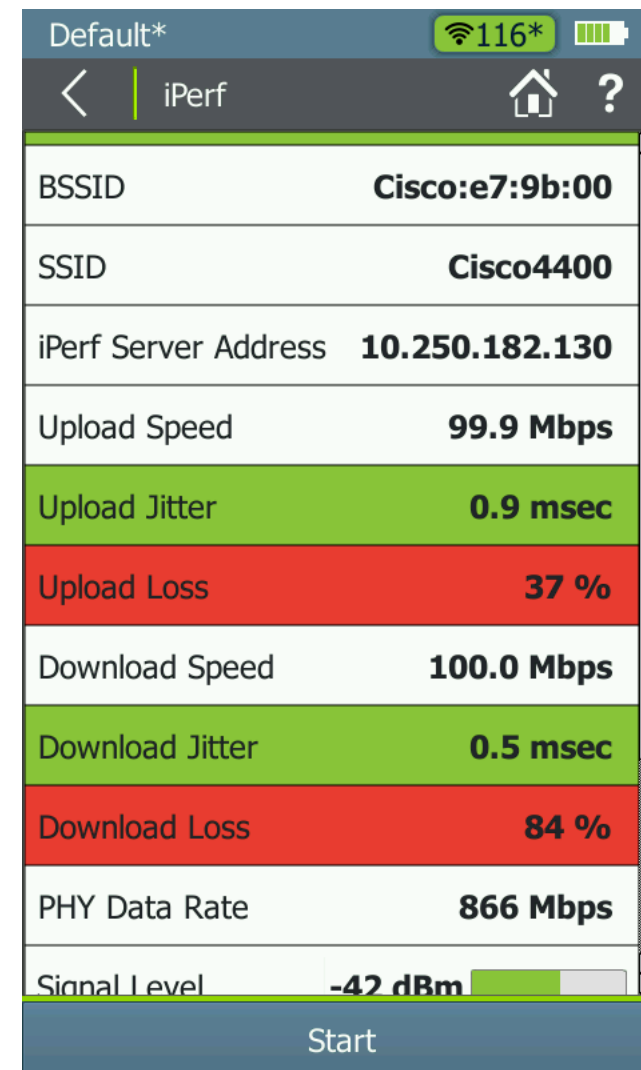 Default* 116*
iPerf ?
BSSID Cisco:e7:9b:00
SSID Cisco4400
iPerf Server Address 10.250.182.130
Upload Speed 99.9 Mbps
Upload Jitter 0.9 msec
Upload Loss 37 %
Download Speed 100.0 Mbps
Download Jitter 0.5 msec
Download Loss 84 %
PHY Data Rate 866 Mbps
Signal Level -42 dBm
Start